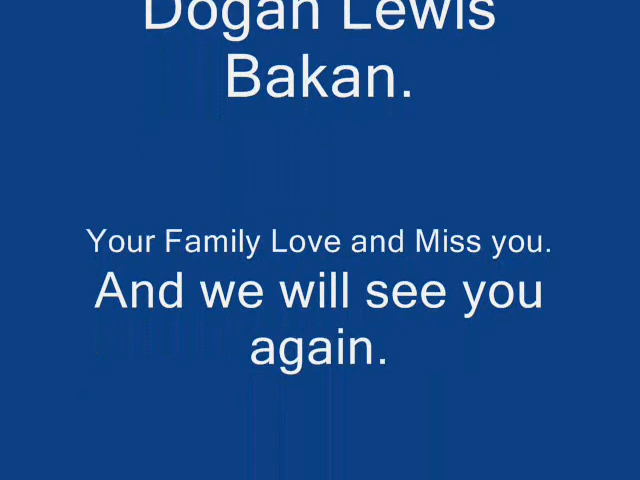 Dogan Lewis
Bakan.
Your Family Love and Miss you.
And we will see you
again.